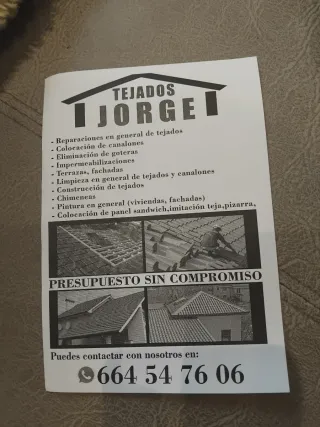 TEJADOS
JORGE
- Reparaciones en general de tejados
- Coloración de canalones
- Eliminación de goteras
- Impermeabilizaciones
- Terrazas, fachadas
- Limpieza en general de tejados y canalones
- Construcción de tejados
- Chimeneas
- Pintura en general (viviendas, fachadas)
- Colocación de panel sandwich,imitación teja,pizarra,
PRESUPUESTO SIN COMPROMISO
Puedes contactar con nosotros en:
664 54 76 06